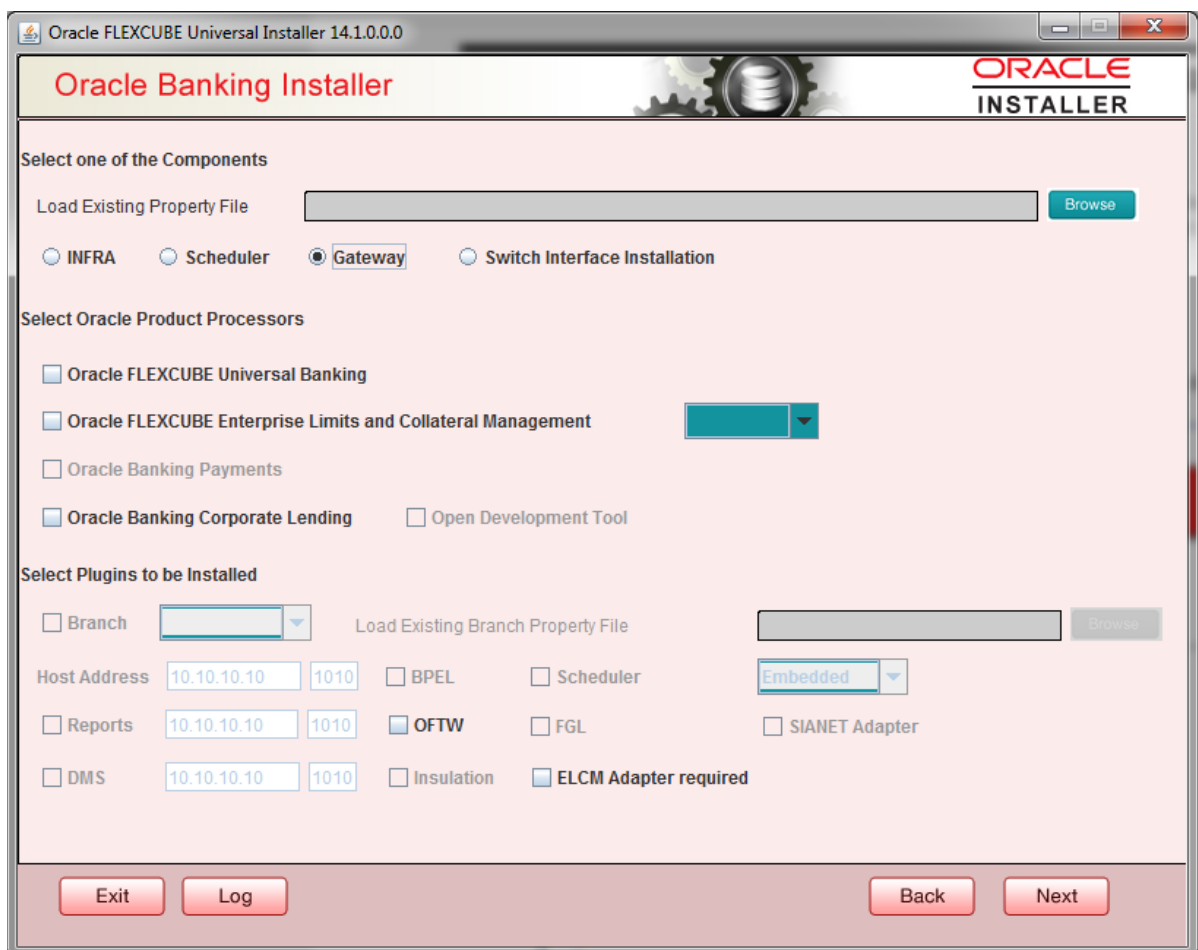 Oracle FLEXCUBE Universal Installer 14.1.0.0.0
Oracle Banking Installer
ORACLE
INSTALLER
Select one of the Components
Load Existing Property File Browse
INFRA Scheduler Gateway Switch Interface Installation
Select Oracle Product Processors
Oracle FLEXCUBE Universal Banking
Oracle FLEXCUBE Enterprise Limits and Collateral Management
Oracle Banking Payments
Oracle Banking Corporate Lending Open Development Tool
Select Plugins to be Installed
Branch Load Existing Branch Property File Browse
Host Address 10.10.10.10 1010 BPEL Scheduler Embedded
Reports 10.10.10.10 1010 OFTW FGL SIANET Adapter
DMS 10.10.10.10 1010 Insulation ELCM Adapter required
Exit Log Back Next